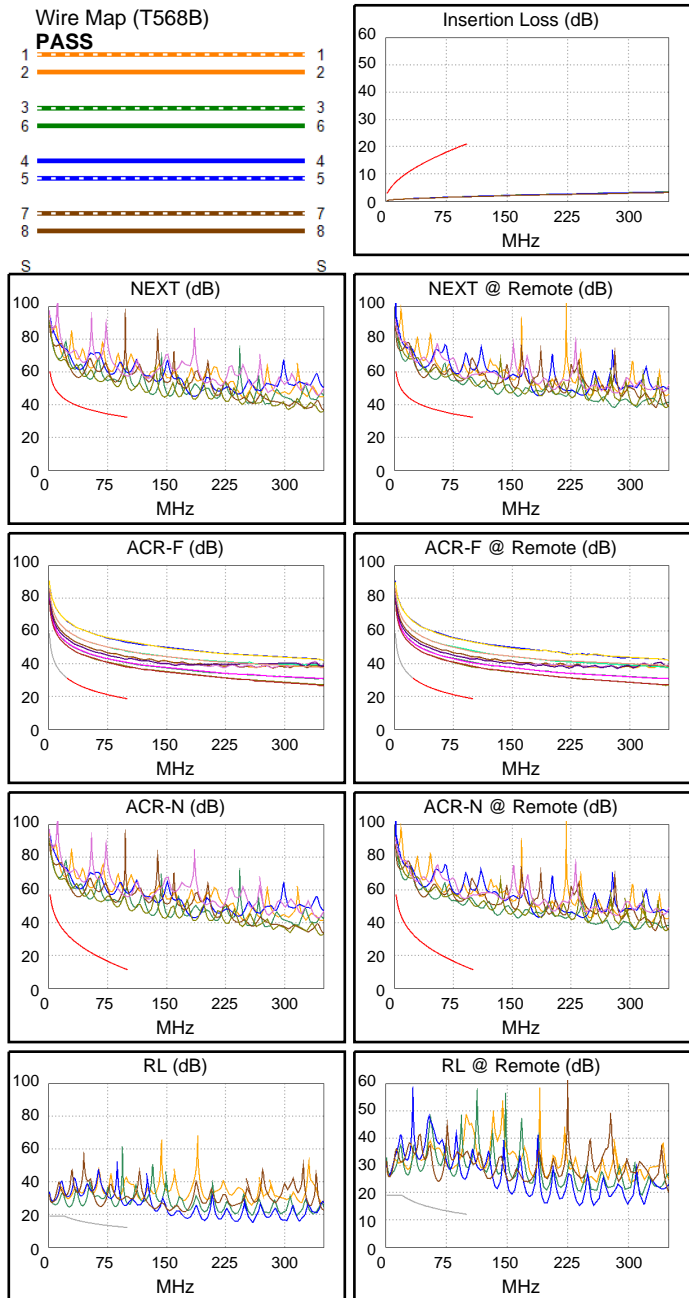 Wire Map (T568B)
PASS
1 1
2 2
3 3
6 6
4 4
5 5
7 7
8 8
S S
Insertion Loss (dB)
60
50
40
30
20
10
0
0 75 150 225 300
MHz
NEXT (dB)
100
80
60
40
20
0
0 75 150 225 300
MHz
NEXT @ Remote (dB)
100
80
60
40
20
0
0 75 150 225 300
MHz
ACR-F (dB)
100
80
60
40
20
0
0 75 150 225 300
MHz
ACR-F @ Remote (dB)
100
80
60
40
20
0
0 75 150 225 300
MHz
ACR-N (dB)
100
80
60
40
20
0
0 75 150 225 300
MHz
ACR-N @ Remote (dB)
100
80
60
40
20
0
0 75 150 225 300
MHz
RL (dB)
100
80
60
40
20
0
0 75 150 225 300
MHz
RL @ Remote (dB)
60
50
40
30
20
10
0
0 75 150 225 300
MHz